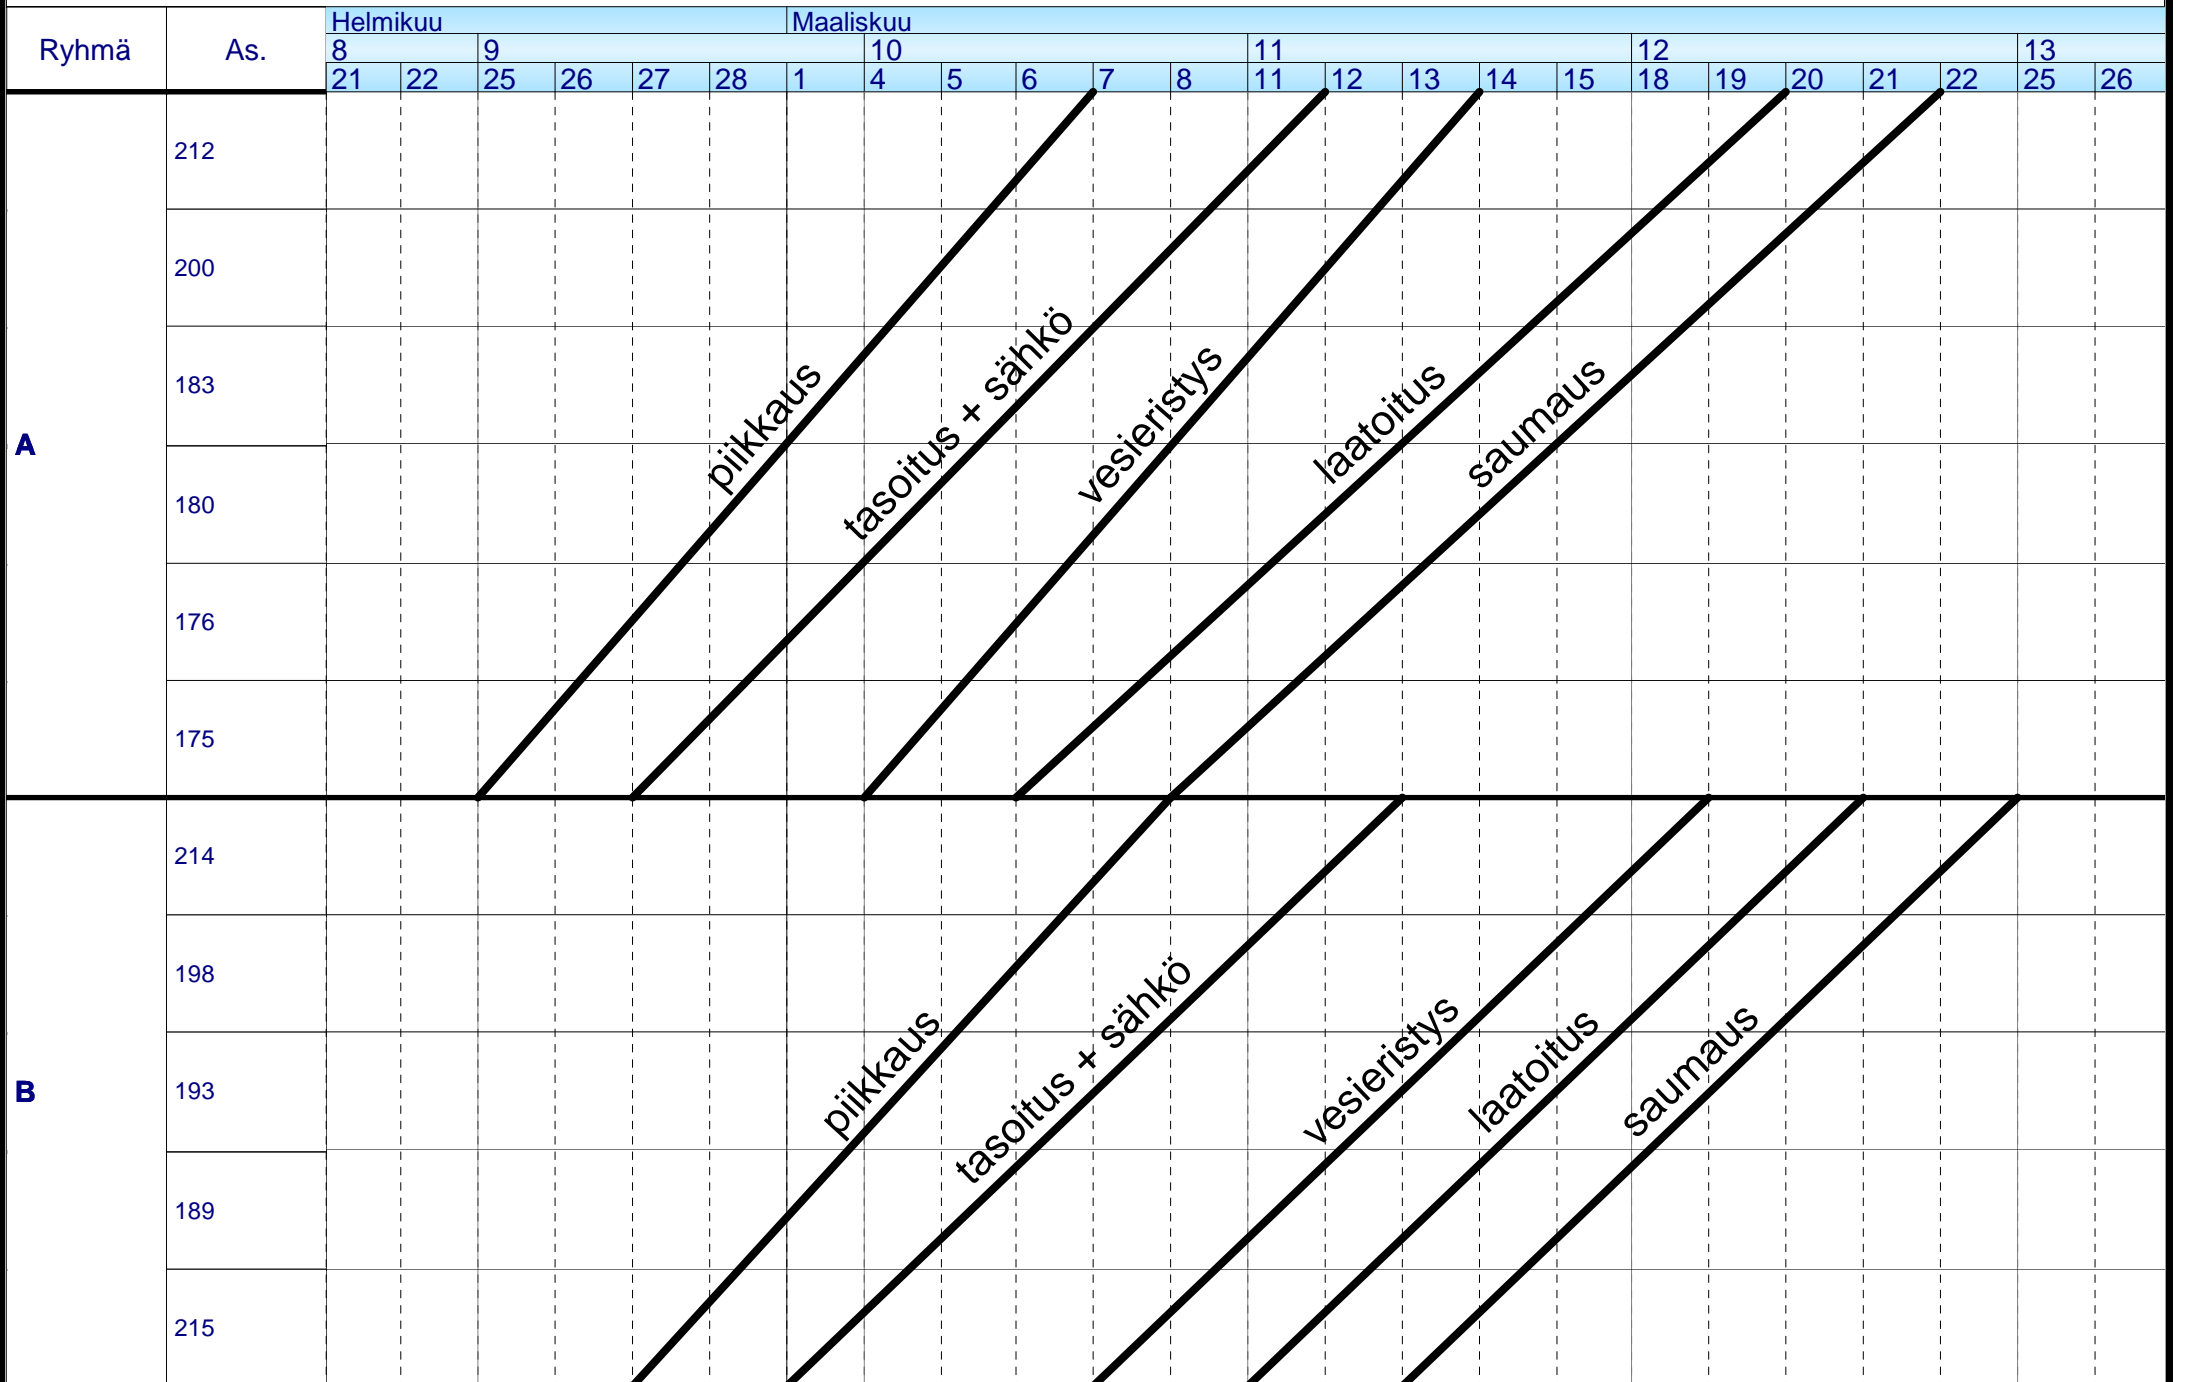 Helmikuu Maaliskuu
Ryhmä As.
8 9 10 11 12 13
21 22 25 26 27 28 1 4 5 6 7 8 11 12 13 14 15 18 19 20 21 22 25 26
A
212
200
183
180
176
175
piikkaus
tasoitus + sähkö
vesieristys
laatoitus
saumaus
B
214
198
193
189
215
piikkaus
tasoitus + sähkö
vesieristys
laatoitus
saumaus